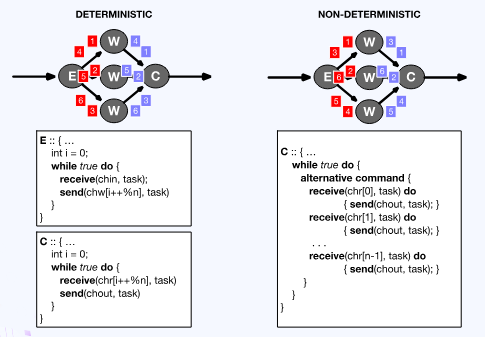 DETERMINISTIC
1 W 4
4 1
E 5 2 W 5 2 C
6 3
3 W 6
E :: { …
int i = 0;
while true do {
receive(chin, task);
send(chw[i++%n], task)
}
}
C :: { …
int i = 0;
while true do {
receive(chr[i++%n], task)
send(chout, task)
}
}
NON-DETERMINISTIC
1 W 3
3 1
E 6 2 W 6 2 C
5 5
4 W 4
C :: { …
while true do {
alternative command {
receive(chr[0], task) do
{ send(chout, task); }
receive(chr[1], task) do
{ send(chout, task); }
. . .
receive(chr[n-1], task) do
{ send(chout, task); }
}
}
}